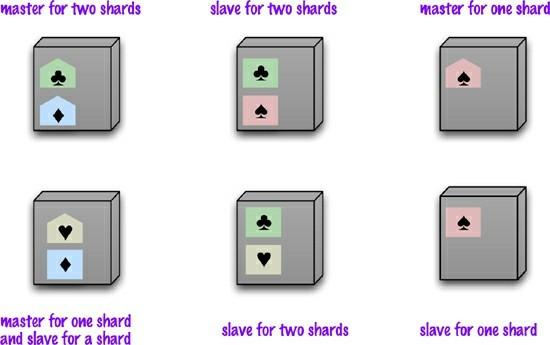 master for two shards
slave for two shards
master for one shard
master for one shard
and slave for a shard
slave for two shards
slave for one shard